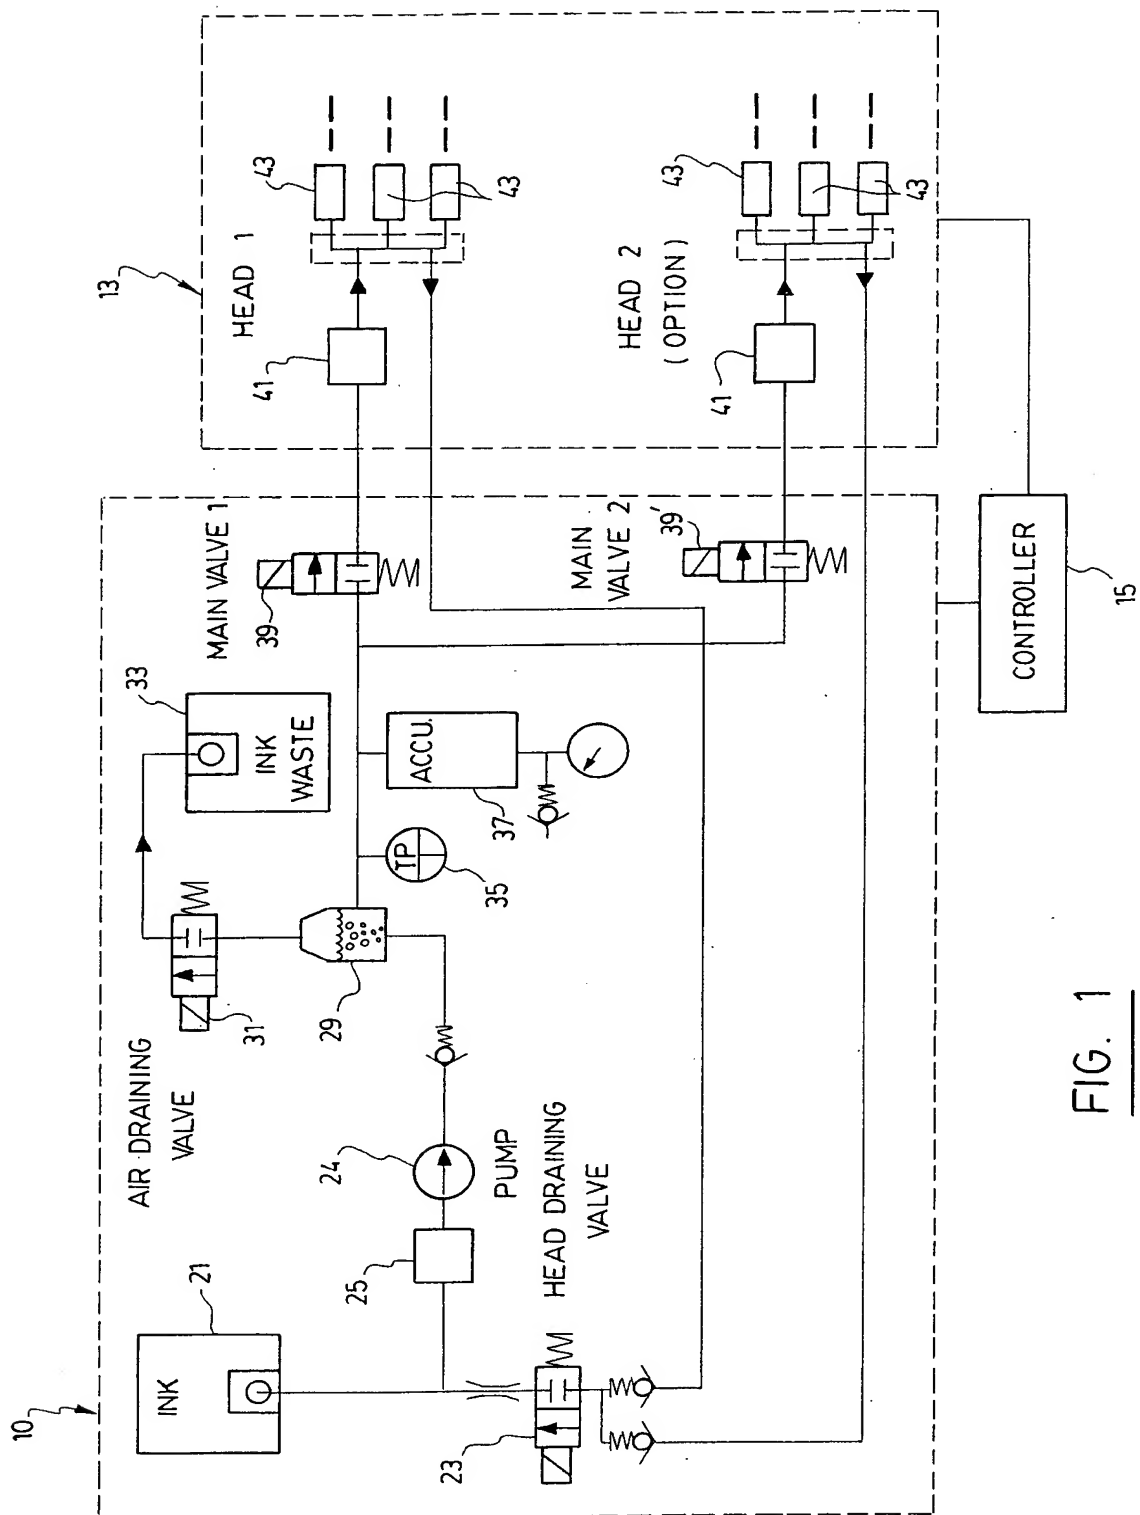 10
21
INK
AIR DRAINING
VALVE
31
33
INK
WASTE
29
24
PUMP
25
HEAD DRAINING
VALVE
23
TP
35
ACCU.
37
MAIN VALVE 1
39
MAIN
VALVE 2
39'
13
HEAD 1
41
43
43
HEAD 2
(OPTION)
41
43
43
CONTROLLER
15
FIG. 1